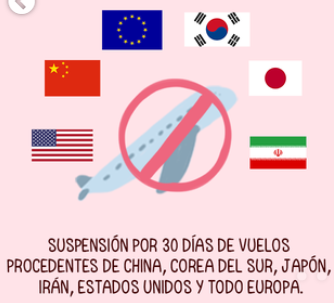 SUSPENSIÓN POR 30 DÍAS DE VUELOS
PROCEDENTES DE CHINA, COREA DEL SUR, JAPÓN,
IRÁN, ESTADOS UNIDOS Y TODO EUROPA.